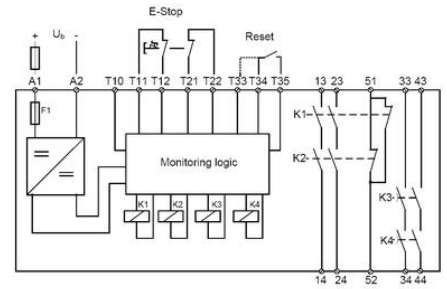 E-Stop
+ Ub - Reset
A1 A2 T10 T11 T12 T21 T22 T33 T34 T35 13 23 51 33 43
F1
K1
Monitoring logic
K2
K1 K2 K3 K4
K3
K4
14 24 52 34 44